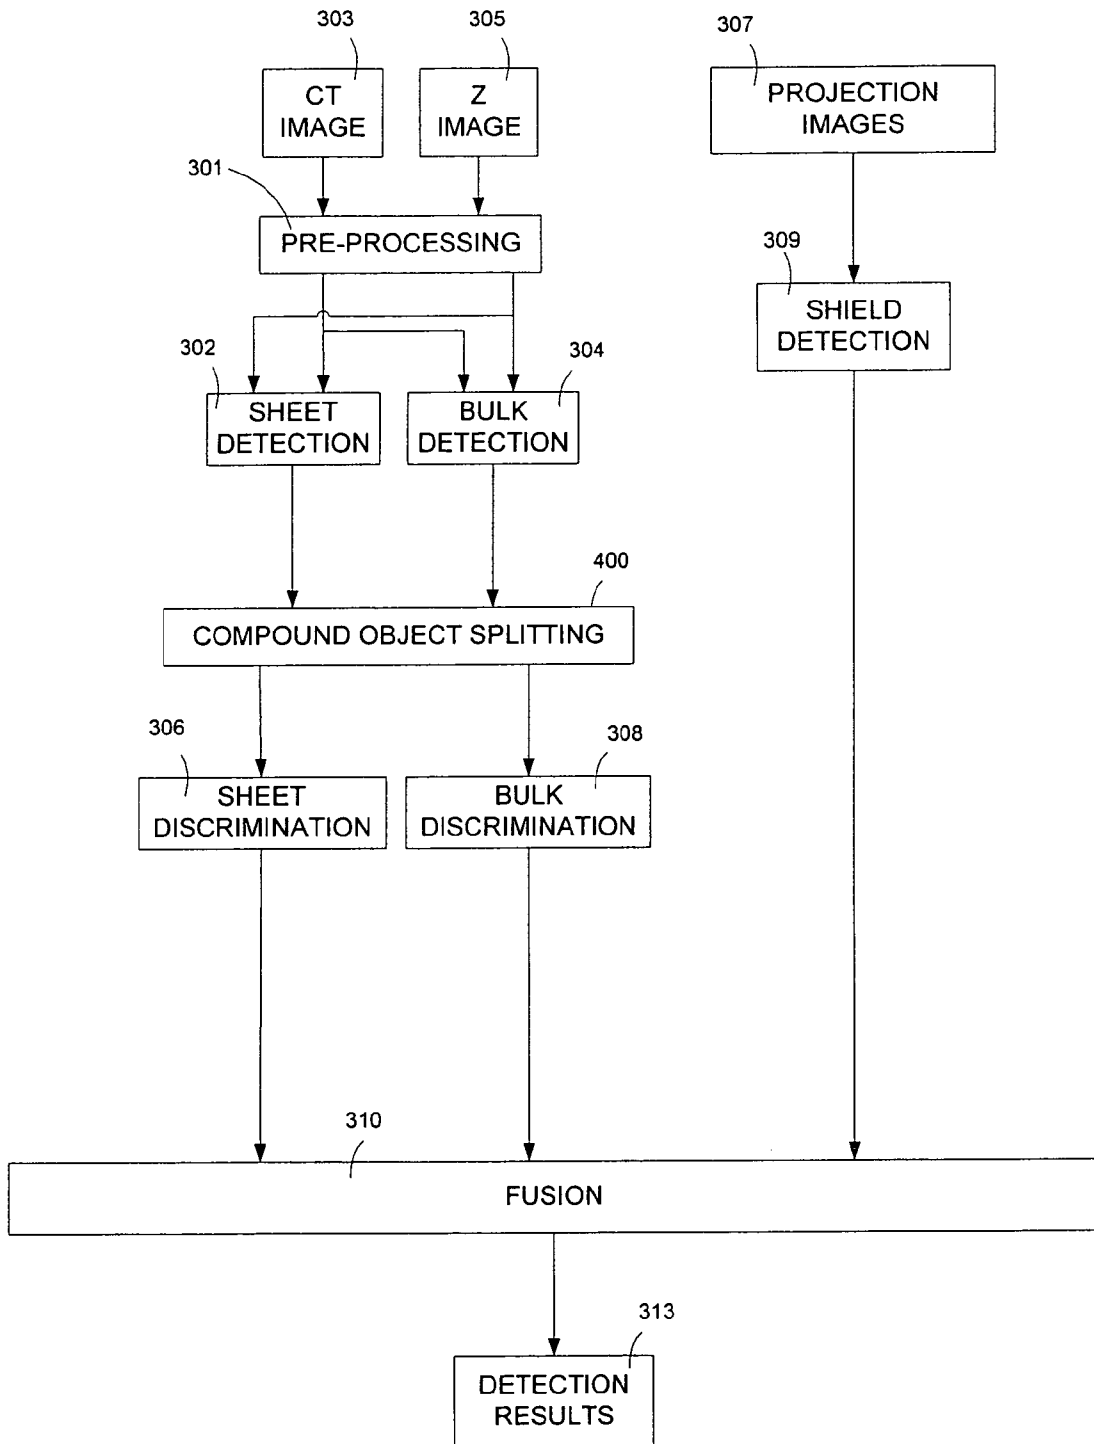 303
305
307
CT
IMAGE
Z
IMAGE
PROJECTION
IMAGES
301
PRE-PROCESSING
309
SHIELD
DETECTION
302
304
SHEET
DETECTION
BULK
DETECTION
400
COMPOUND OBJECT SPLITTING
306
308
SHEET
DISCRIMINATION
BULK
DISCRIMINATION
310
FUSION
313
DETECTION
RESULTS